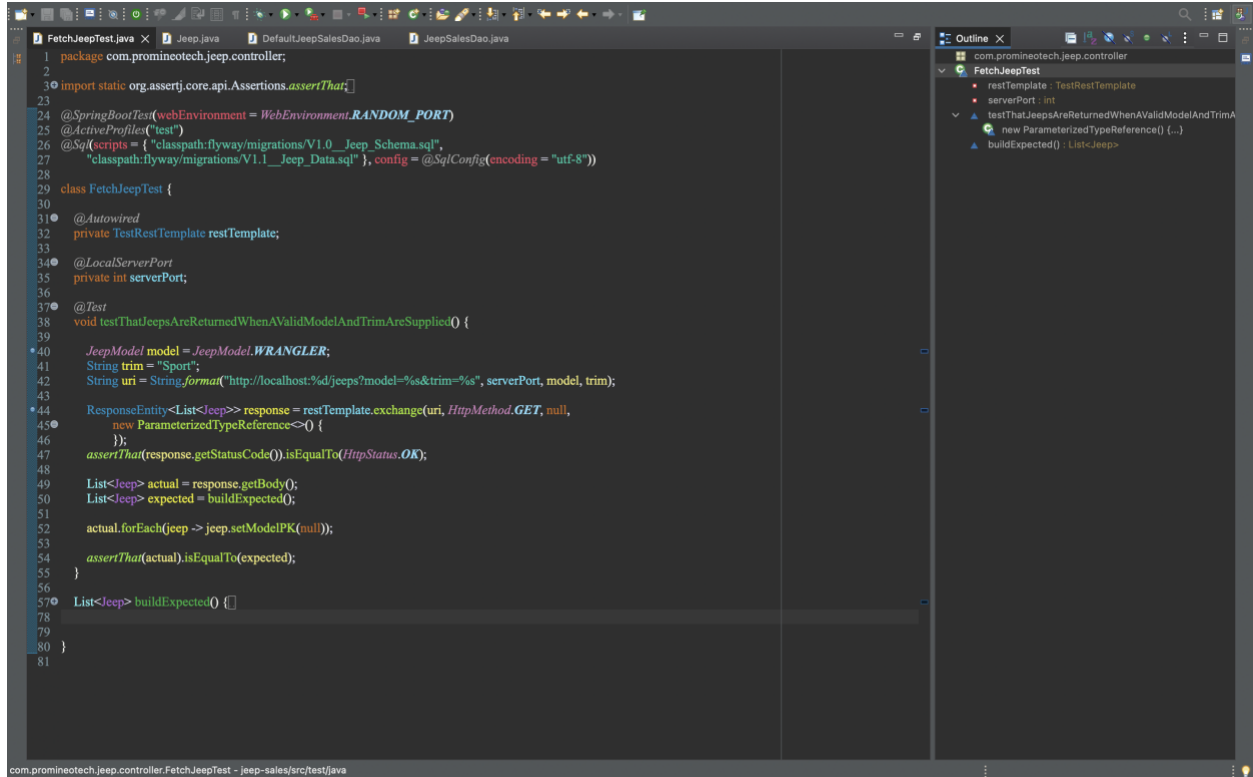 FetchJeepTest.java
Jeep.java
DefaultJeepSalesDao.java
JeepSalesDao.java
1 package com.promineotech.jeep.controller;
2
3 import static org.assertj.core.api.Assertions.assertThat;
23
24 @SpringBootTest(webEnvironment = WebEnvironment.RANDOM_PORT)
25 @ActiveProfiles("test")
26 @Sql(scripts = { "classpath:flyway/migrations/V1.0__Jeep_Schema.sql",
27 "classpath:flyway/migrations/V1.1__Jeep_Data.sql" }, config = @SqlConfig(encoding = "utf-8"))
28
29 class FetchJeepTest {
30
31 @Autowired
32 private TestRestTemplate restTemplate;
33
34 @LocalServerPort
35 private int serverPort;
36
37 @Test
38 void testThatJeepsAreReturnedWhenAValidModelAndTrimAreSupplied() {
39
40 JeepModel model = JeepModel.WRANGLER;
41 String trim = "Sport";
42 String uri = String.format("http://localhost:%d/jeeps?model=%s&trim=%s", serverPort, model, trim);
43
44 ResponseEntity<List<Jeep>> response = restTemplate.exchange(uri, HttpMethod.GET, null,
45 new ParameterizedTypeReference<>() {
46 });
47 assertThat(response.getStatusCode()).isEqualTo(HttpStatus.OK);
48
49 List<Jeep> actual = response.getBody();
50 List<Jeep> expected = buildExpected();
51
52 actual.forEach(jeep -> jeep.setModelPK(null));
53
54 assertThat(actual).isEqualTo(expected);
55 }
56
57 List<Jeep> buildExpected() {
78
79
80 }
81
Outline
com.promineotech.jeep.controller
FetchJeepTest
restTemplate : TestRestTemplate
serverPort : int
testThatJeepsAreReturnedWhenAValidModelAndTrimA
new ParameterizedTypeReference() {...}
buildExpected() : List<Jeep>
com.promineotech.jeep.controller.FetchJeepTest - jeep-sales/src/test/java